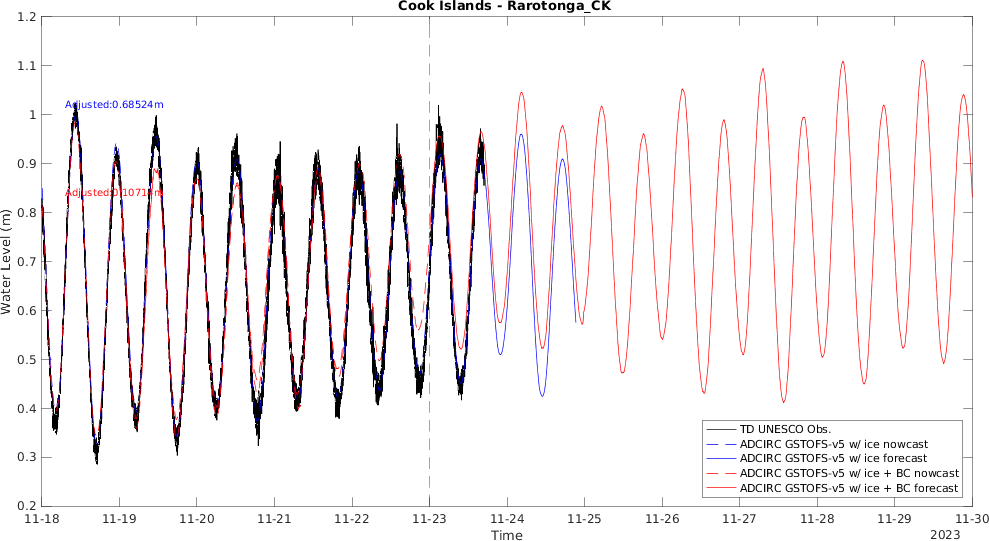 Cook Islands - Rarotonga_CK
1.2
1.1
1
0.9
0.8
0.7
0.6
0.5
0.4
0.3
0.2
Water Level (m)
Adjusted:0.68524m
TD UNESCO Obs.
ADCIRC GSTOFS-v5 w/ ice nowcast
ADCIRC GSTOFS-v5 w/ ice forecast
ADCIRC GSTOFS-v5 w/ ice + BC nowcast
ADCIRC GSTOFS-v5 w/ ice + BC forecast
11-18 11-19 11-20 11-21 11-22 11-23 11-24 11-25 11-26 11-27 11-28 11-29 11-30
Time
2023